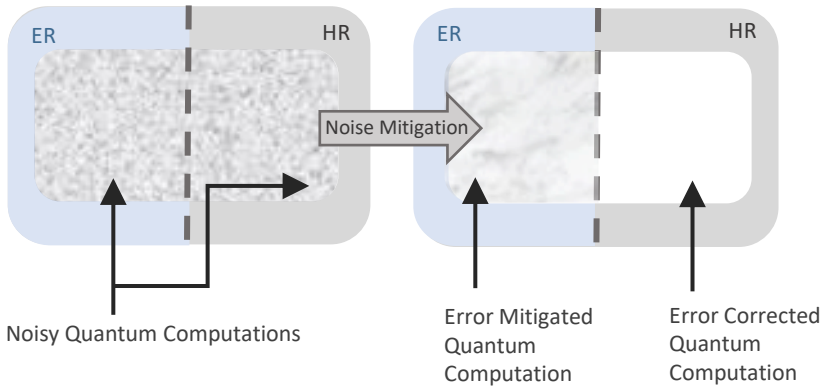 ER
HR
Noise Mitigation
ER
HR
Noisy Quantum Computations
Error Mitigated
Quantum
Computation
Error Corrected
Quantum
Computation